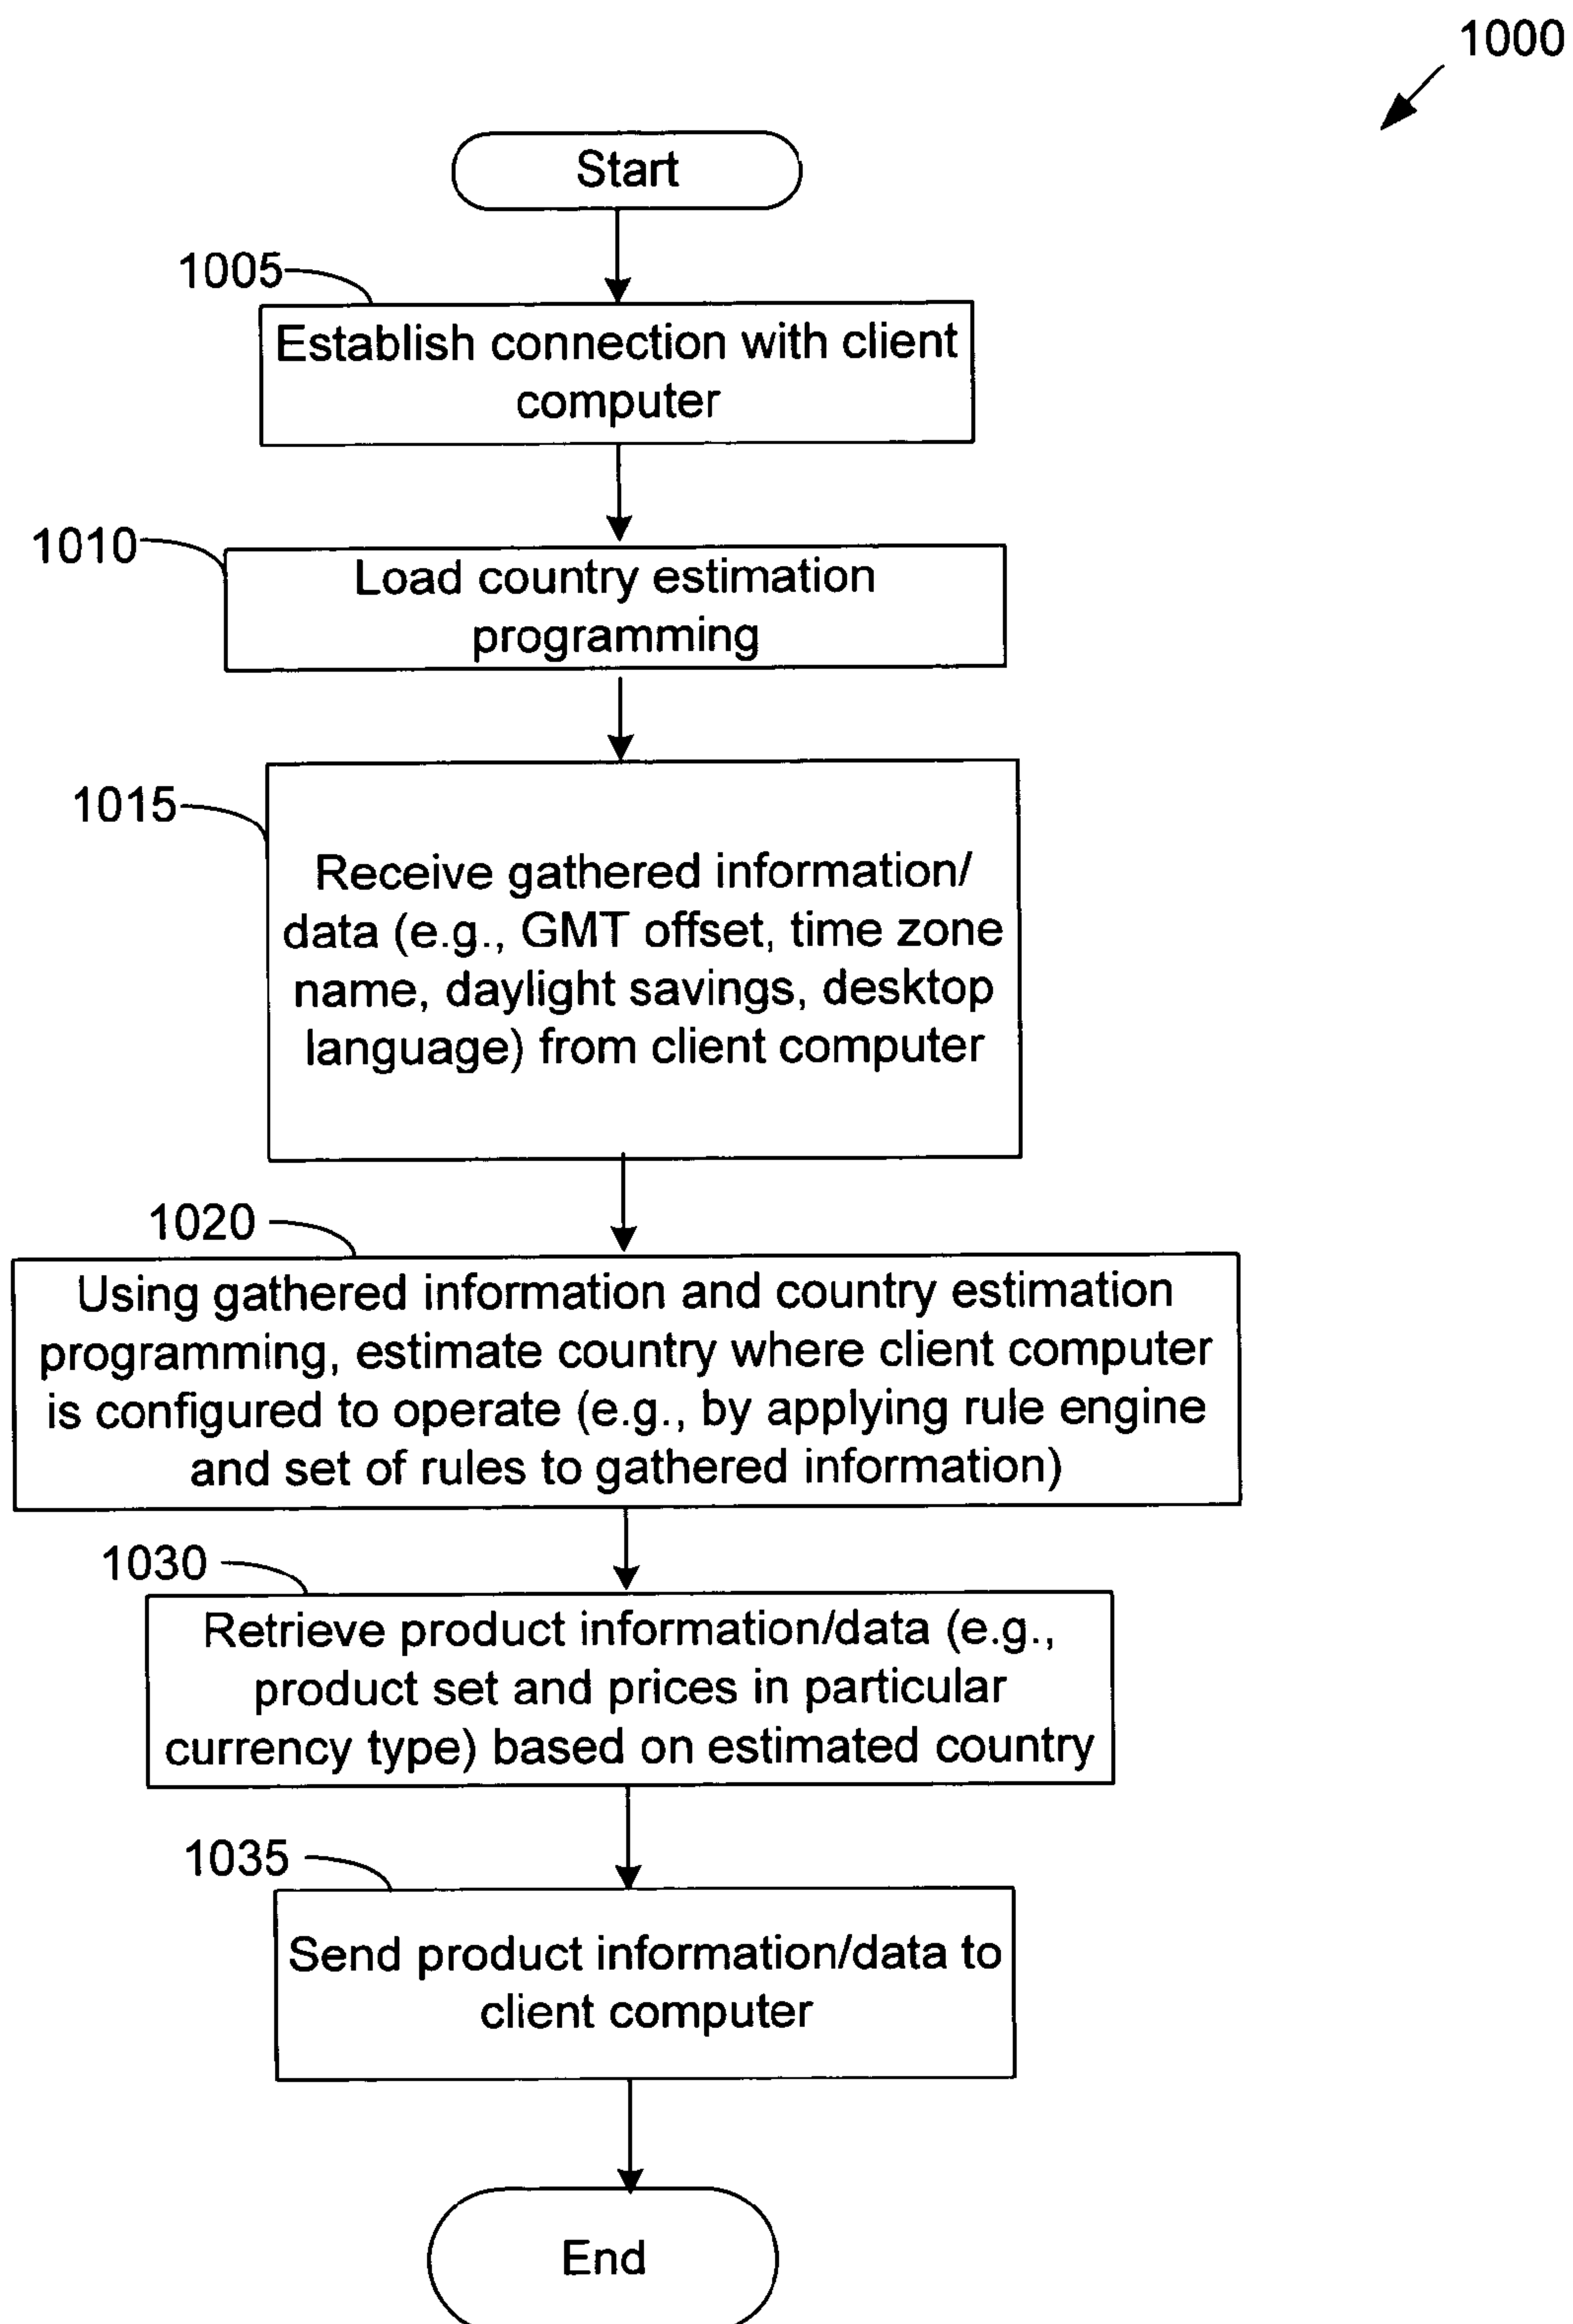 1000
Start
1005
Establish connection with client
computer
1010
Load country estimation
programming
1015
Receive gathered information/
data (e.g., GMT offset, time zone
name, daylight savings, desktop
language) from client computer
1020
Using gathered information and country estimation
programming, estimate country where client computer
is configured to operate (e.g., by applying rule engine
and set of rules to gathered information)
1030
Retrieve product information/data (e.g.,
product set and prices in particular
currency type) based on estimated country
1035
Send product information/data to
client computer
End